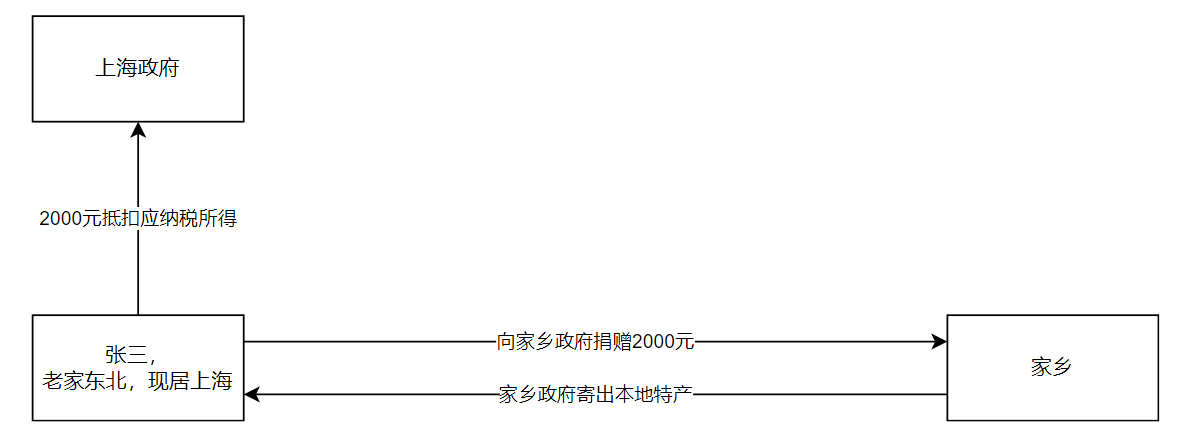 上海政府
2000元抵扣应纳税所得
张三，
老家东北，现居上海
向家乡政府捐赠2000元
家乡政府寄出本地特产
家乡